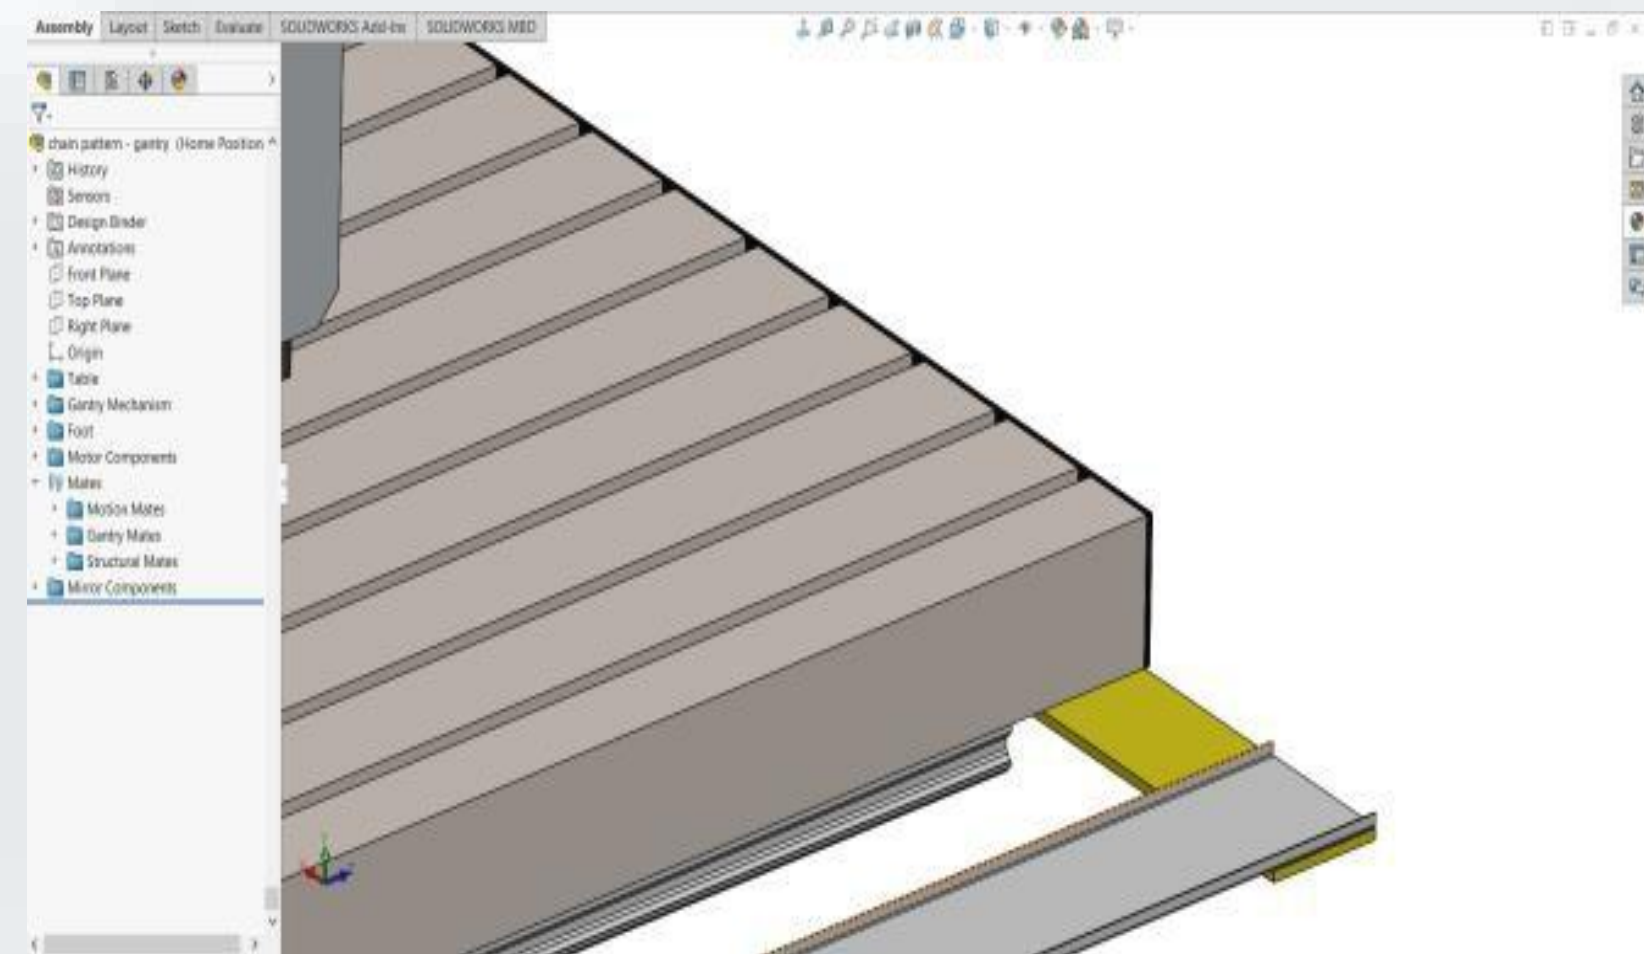 Assembly Layout Sketch Evaluate SOLIDWORKS Add-Ins SOLIDWORKS MBD
chain pattern - gantry (Home Position
History
Sensors
Design Binder
Annotations
Front Plane
Top Plane
Right Plane
Origin
Table
Gantry Mechanism
Foot
Motor Components
Mates
Motion Mates
Gantry Mates
Structural Mates
Mirror Components